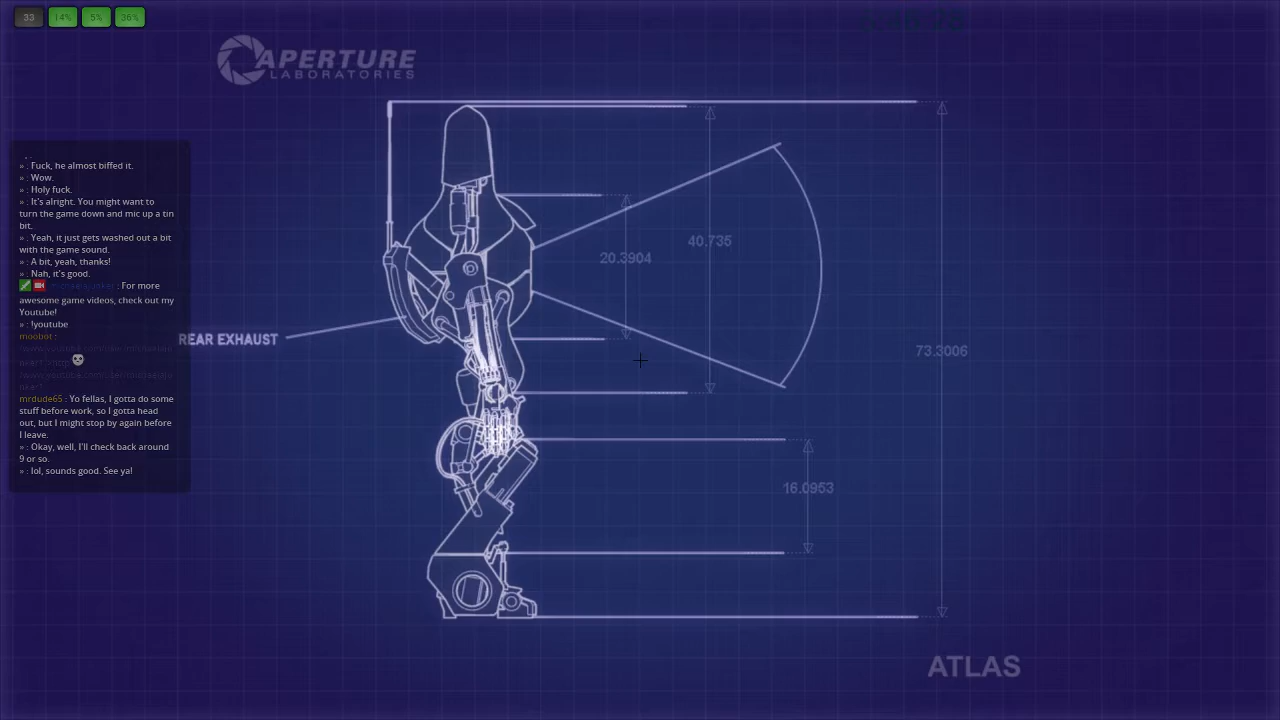 33
14%
5%
36%
APERTURE
LABORATORIES
» : Fuck, he almost biffed it.
» : Wow.
» : Holy fuck.
» : It's alright. You might want to
turn the game down and mic up a tin
bit.
» : Yeah, it just gets washed out a bit
with the game sound.
» : A bit, yeah, thanks!
» : Nah, it's good.
: For more
awesome game videos, check out my
Youtube!
» : !youtube
moobot :
mrdude65 : Yo fellas, I gotta do some
stuff before work, so I gotta head
out, but I might stop by again before
I leave.
» : Okay, well, I'll check back around
9 or so.
» : lol, sounds good. See ya!
REAR EXHAUST
20.3904
40.735
73.3006
16.0953
ATLAS